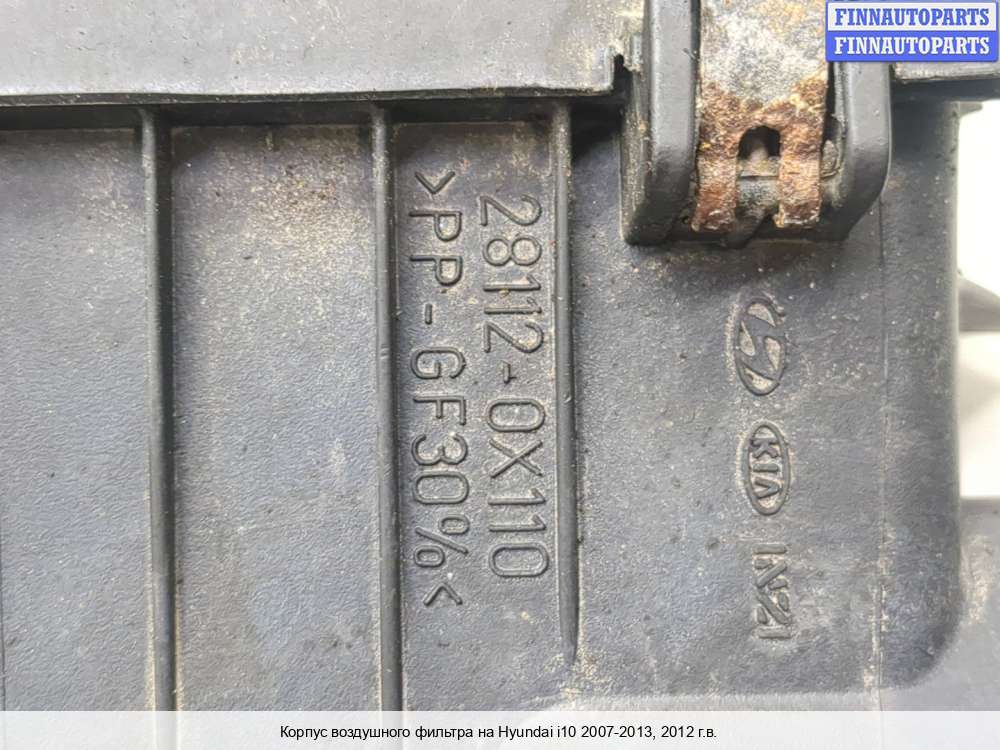 FINNAUTOPARTS
FINNAUTOPARTS
28112-0X110
>PP-GF30%<
KIA
Корпус воздушного фильтра на Hyundai i10 2007-2013, 2012 г.в.